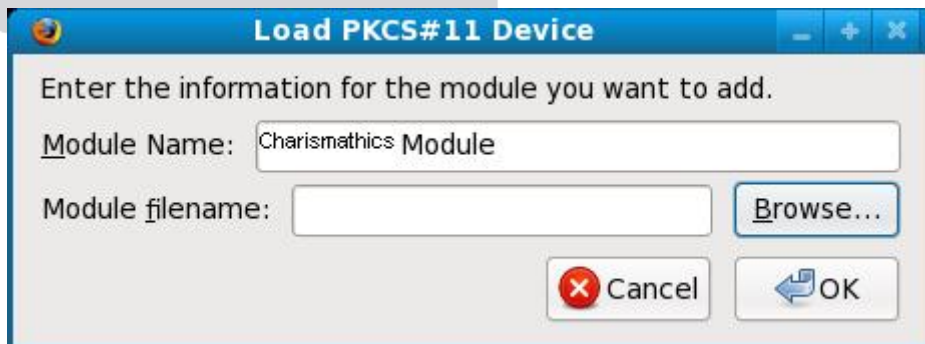 Load PKCS#11 Device
Enter the information for the module you want to add.
Module Name: Charismathics Module
Module filename: Browse...
Cancel OK